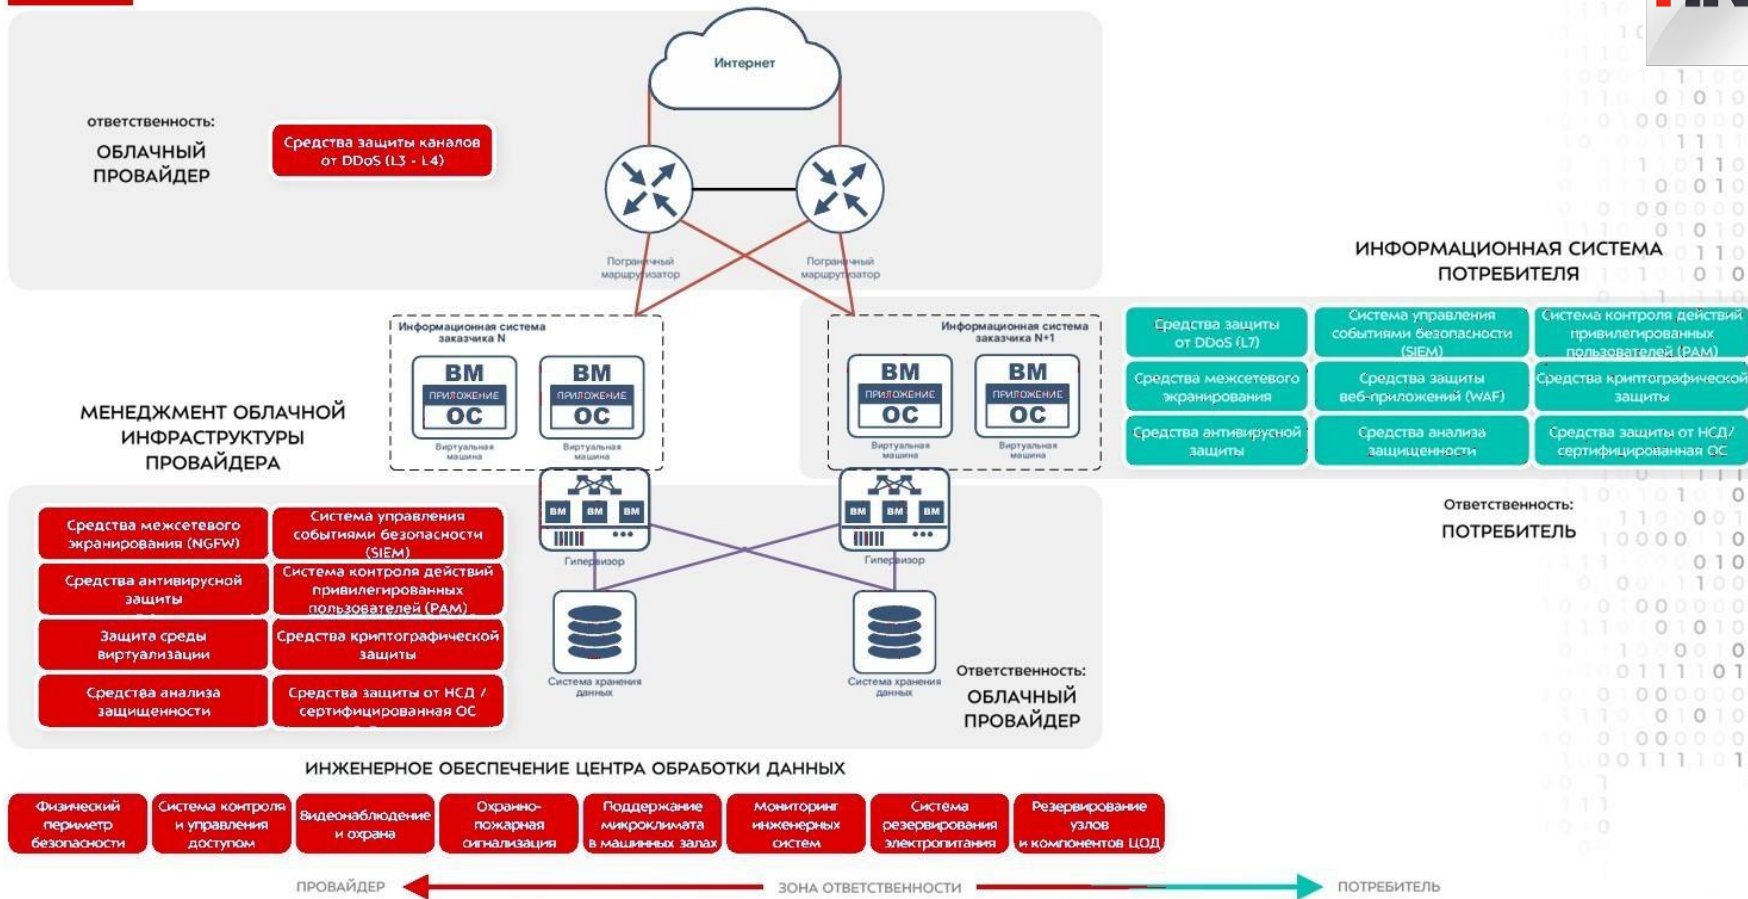 Интернет
ответственность:
ОБЛАЧНЫЙ
ПРОВАЙДЕР
Средства защиты каналов
от DDoS (L3 - L4)
Пограничный
маршрутизатор
Пограничный
маршрутизатор
ИНФОРМАЦИОННАЯ СИСТЕМА
ПОТРЕБИТЕЛЯ
Информационная система
заказчика N
ВМ
ПРИЛОЖЕНИЕ
ОС
Виртуальная
машина
ВМ
ПРИЛОЖЕНИЕ
ОС
Виртуальная
машина
Информационная система
заказчика N+1
ВМ
ПРИЛОЖЕНИЕ
ОС
Виртуальная
машина
ВМ
ПРИЛОЖЕНИЕ
ОС
Виртуальная
машина
Средства защиты
от DDoS (L7)
Система управления
событиями безопасности
(SIEM)
Система контроля действий
привилегированных
пользователей (PAM)
Средства межсетевого
экранирования
Средства защиты
веб-приложений (WAF)
Средства криптографической
защиты
Средства антивирусной
защиты
Средства анализа
защищенности
Средства защиты от НСД/
сертифицированная ОС
Ответственность:
ПОТРЕБИТЕЛЬ
МЕНЕДЖМЕНТ ОБЛАЧНОЙ
ИНФРАСТРУКТУРЫ
ПРОВАЙДЕРА
Средства межсетевого
экранирования (NGFW)
Система управления
событиями безопасности
(SIEM)
Средства антивирусной
защиты
Система контроля действий
привилегированных
пользователей (PAM)
Защита среды
виртуализации
Средства криптографической
защиты
Средства анализа
защищенности
Средства защиты от НСД /
сертифицированная ОС
ВМ ВМ ВМ
Гипервизор
ВМ ВМ ВМ
Гипервизор
Система хранения
данных
Система хранения
данных
Ответственность:
ОБЛАЧНЫЙ
ПРОВАЙДЕР
ИНЖЕНЕРНОЕ ОБЕСПЕЧЕНИЕ ЦЕНТРА ОБРАБОТКИ ДАННЫХ
Физический
периметр
безопасности
Система контроля
и управления
доступом
Видеонаблюдение
и охрана
Охранно-
пожарная
сигнализация
Поддержание
микроклимата
в машинных залах
Мониторинг
инженерных
систем
Система
резервирования
электропитания
Резервирование
узлов
и компонентов ЦОД
ПРОВАЙДЕР
ЗОНА ОТВЕТСТВЕННОСТИ
ПОТРЕБИТЕЛЬ